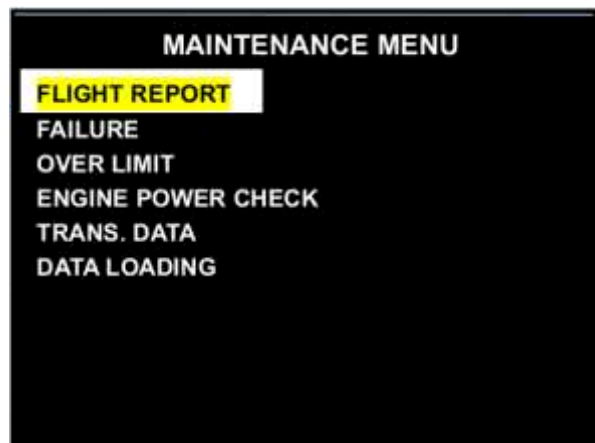 MAINTENANCE MENU
FLIGHT REPORT
FAILURE
OVER LIMIT
ENGINE POWER CHECK
TRANS. DATA
DATA LOADING